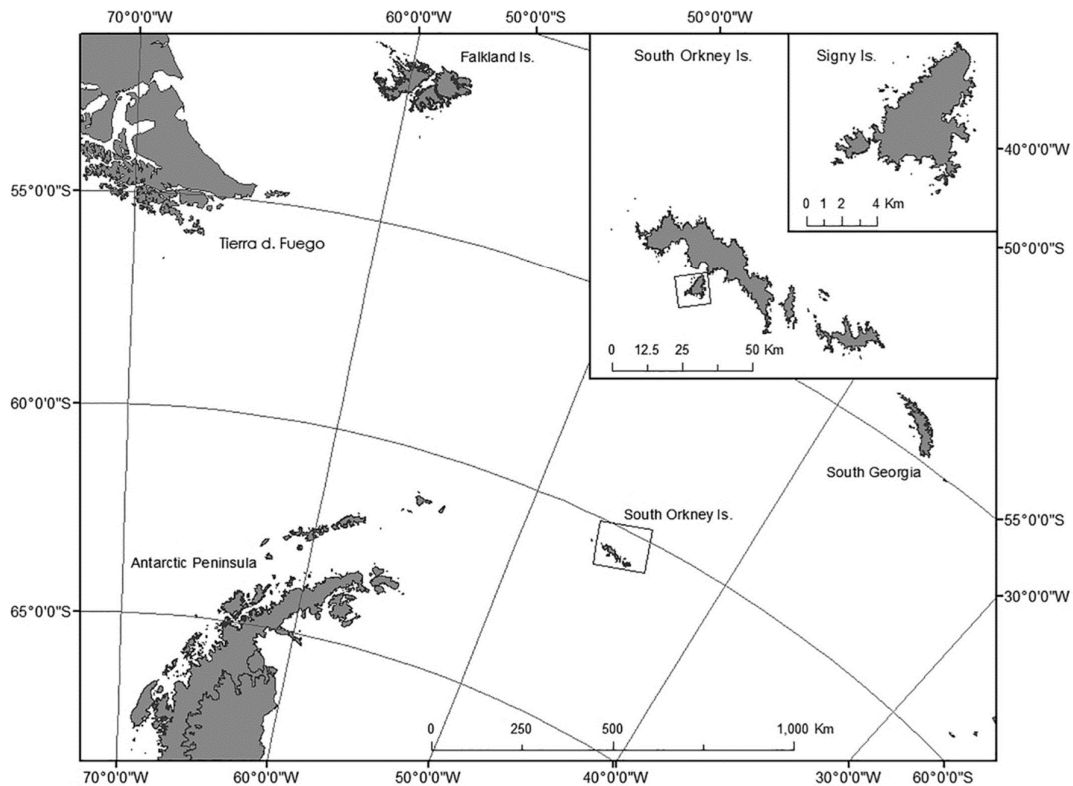 70°0'0"W 60°0'0"W 50°0'0"W 50°0'0"W
Falkland Is.
South Orkney Is.
Signy Is.
40°0'0"W
55°0'0"S
0 1 2 4 Km
Tierra d. Fuego
50°0'0"S
0 12.5 25 50 Km
60°0'0"S
South Georgia
South Orkney Is.
55°0'0"S
Antarctic Peninsula
30°0'0"W
65°0'0"S
0 250 500 1,000 Km
70°0'0"W 60°0'0"W 50°0'0"W 40°0'0"W 30°0'0"W 60°0'0"S